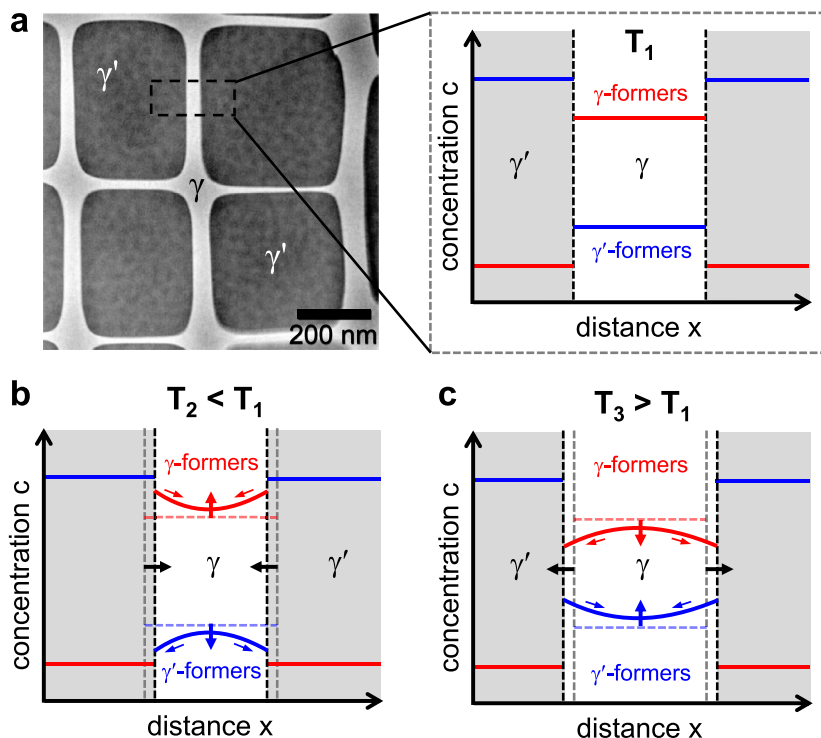 a
γ'
γ
γ'
200 nm
T₁
concentration c
γ-formers
γ'
γ
γ'-formers
distance x
b
T₂ < T₁
concentration c
γ-formers
γ
γ'
γ'-formers
distance x
c
T₃ > T₁
concentration c
γ-formers
γ'
γ
γ'-formers
distance x